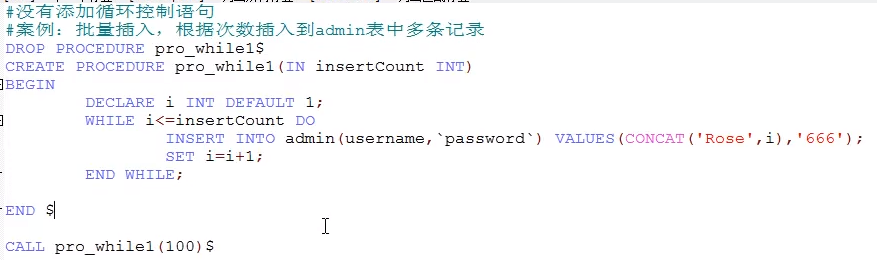 #没有添加循环控制语句
#案例：批量插入，根据次数插入到admin表中多条记录
DROP PROCEDURE pro_while1$
CREATE PROCEDURE pro_while1(IN insertCount INT)
BEGIN
DECLARE i INT DEFAULT 1;
WHILE i<=insertCount DO
INSERT INTO admin(username,`password`) VALUES(CONCAT('Rose',i),'666');
SET i=i+1;
END WHILE;
END $
CALL pro_while1(100)$